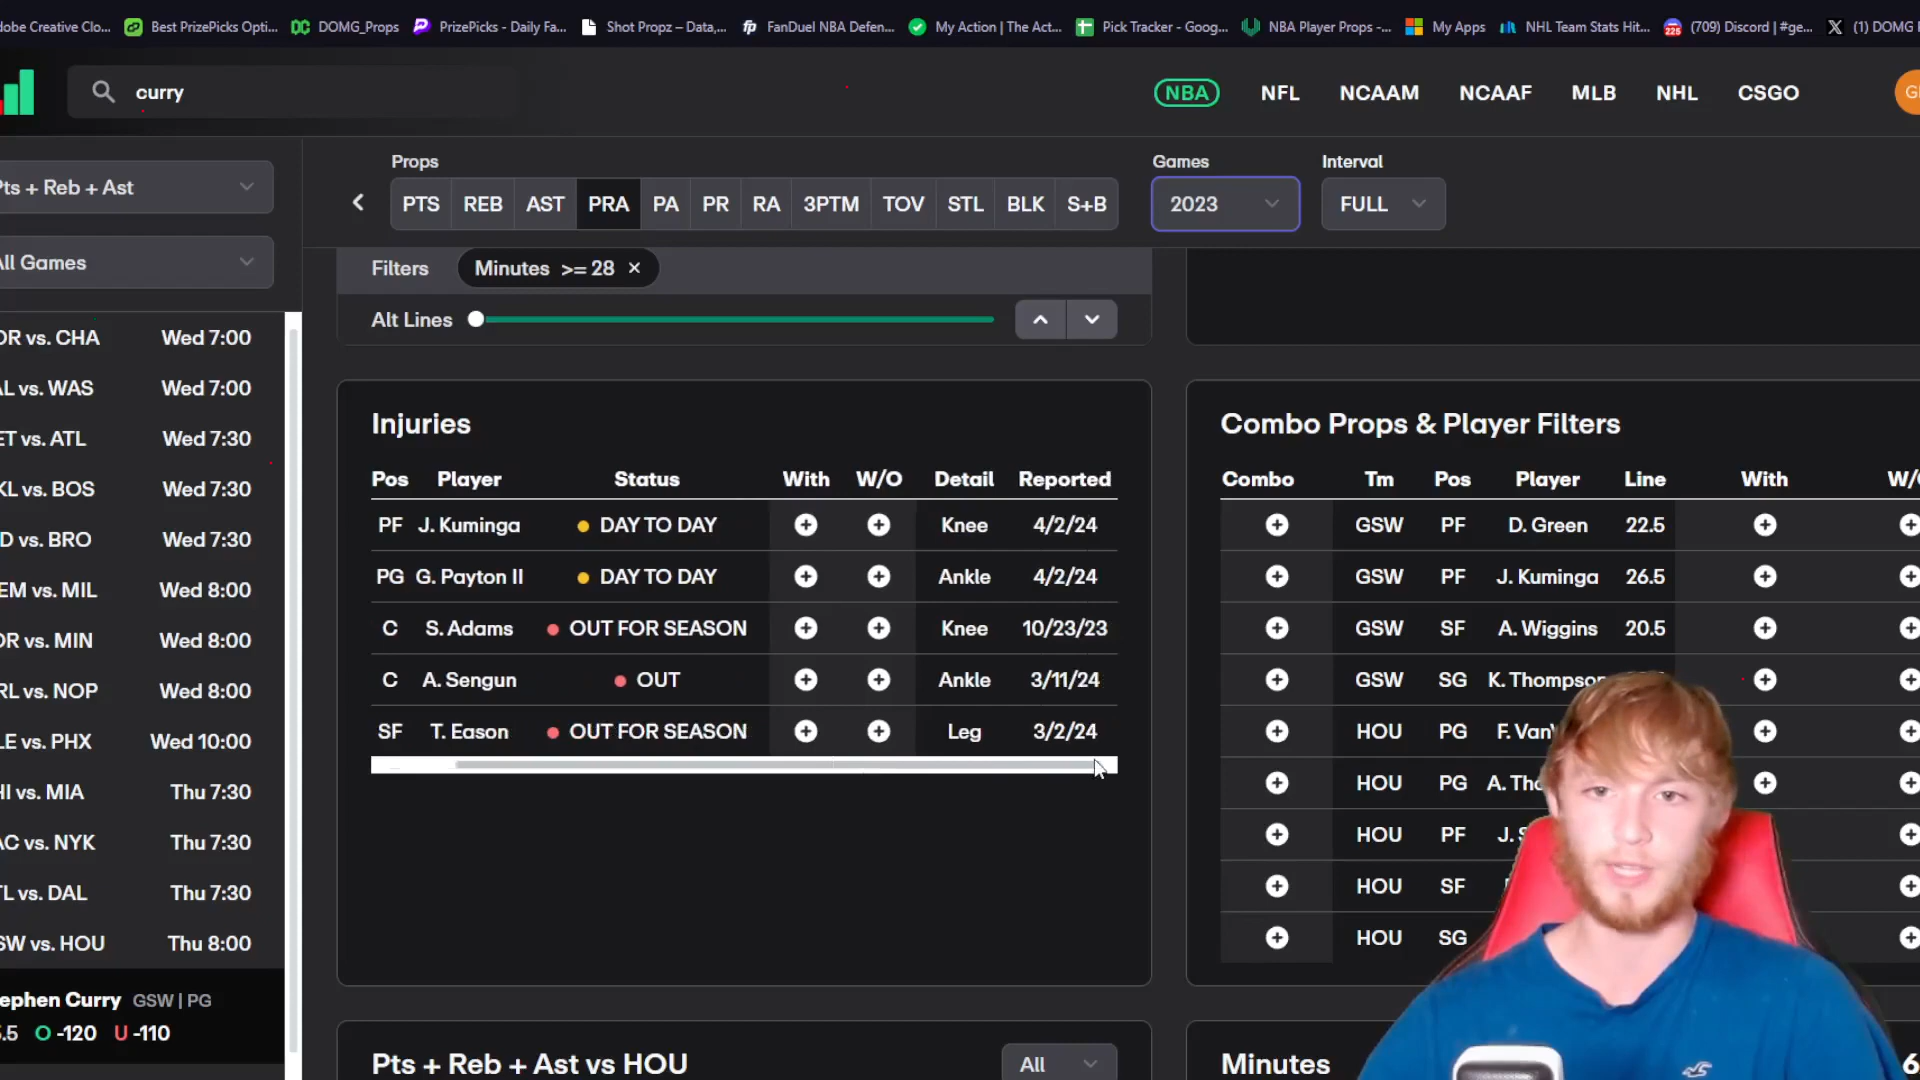 dobe Creative Clo...
Best PrizePicks Opti...
DOMG_Props
PrizePicks - Daily Fa...
Shot Propz – Data,...
FanDuel NBA Defen...
My Action | The Act...
Pick Tracker - Goog...
NBA Player Props -...
My Apps
NHL Team Stats Hit...
(709) Discord | #ge...
(1) DOMG P
curry
NBA NFL NCAAM NCAAF MLB NHL CSGO
Pts + Reb + Ast
All Games
OR vs. CHA Wed 7:00
AL vs. WAS Wed 7:00
ET vs. ATL Wed 7:30
KL vs. BOS Wed 7:30
D vs. BRO Wed 7:30
EM vs. MIL Wed 8:00
OR vs. MIN Wed 8:00
RL vs. NOP Wed 8:00
LE vs. PHX Wed 10:00
HI vs. MIA Thu 7:30
AC vs. NYK Thu 7:30
TL vs. DAL Thu 7:30
SW vs. HOU Thu 8:00
ephen Curry GSW | PG
5.5 O -120 U -110
Props Games Interval
PTS REB AST PRA PA PR RA 3PTM TOV STL BLK S+B 2023 FULL
Filters Minutes >= 28 ×
Alt Lines
Injuries
Pos Player Status With W/O Detail Reported
PF J. Kuminga DAY TO DAY Knee 4/2/24
PG G. Payton II DAY TO DAY Ankle 4/2/24
C S. Adams OUT FOR SEASON Knee 10/23/23
C A. Sengun OUT Ankle 3/11/24
SF T. Eason OUT FOR SEASON Leg 3/2/24
Combo Props & Player Filters
Combo Tm Pos Player Line With W/O
GSW PF D. Green 22.5
GSW PF J. Kuminga 26.5
GSW SF A. Wiggins 20.5
GSW SG K. Thompson
HOU PG F. Van
HOU PG A. Tho
HOU PF J. S
HOU SF
HOU SG
Pts + Reb + Ast vs HOU All
Minutes